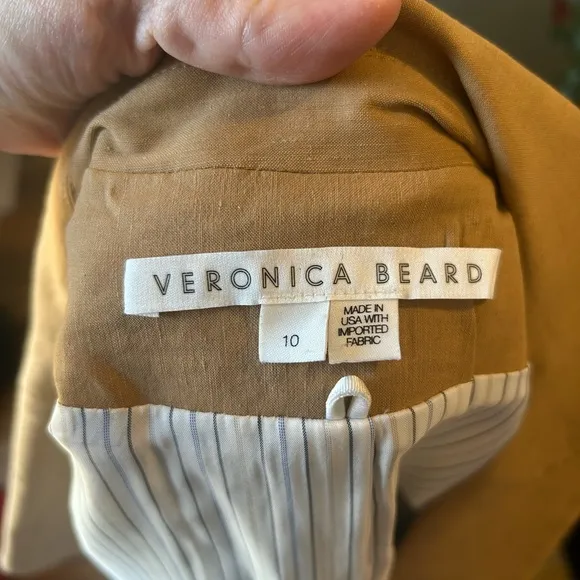 VERONICA BEARD
10
MADE IN
USA WITH
IMPORTED
FABRIC